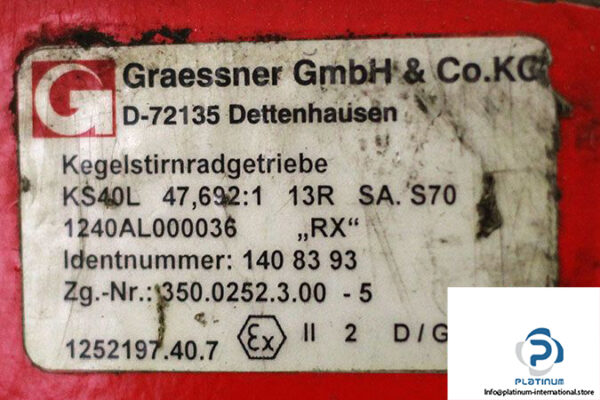 G
Graessner GmbH & Co.KG
D-72135 Dettenhausen
Kegelstirnradgetriebe
KS40L 47,692:1 13R SA. S70
1240AL000036 „RX“
Identnummer: 140 83 93
Zg.-Nr.: 350.0252.3.00 - 5
1252197.40.7 Ex II 2 D/G
PLATINUM
Info@platinum-international.store